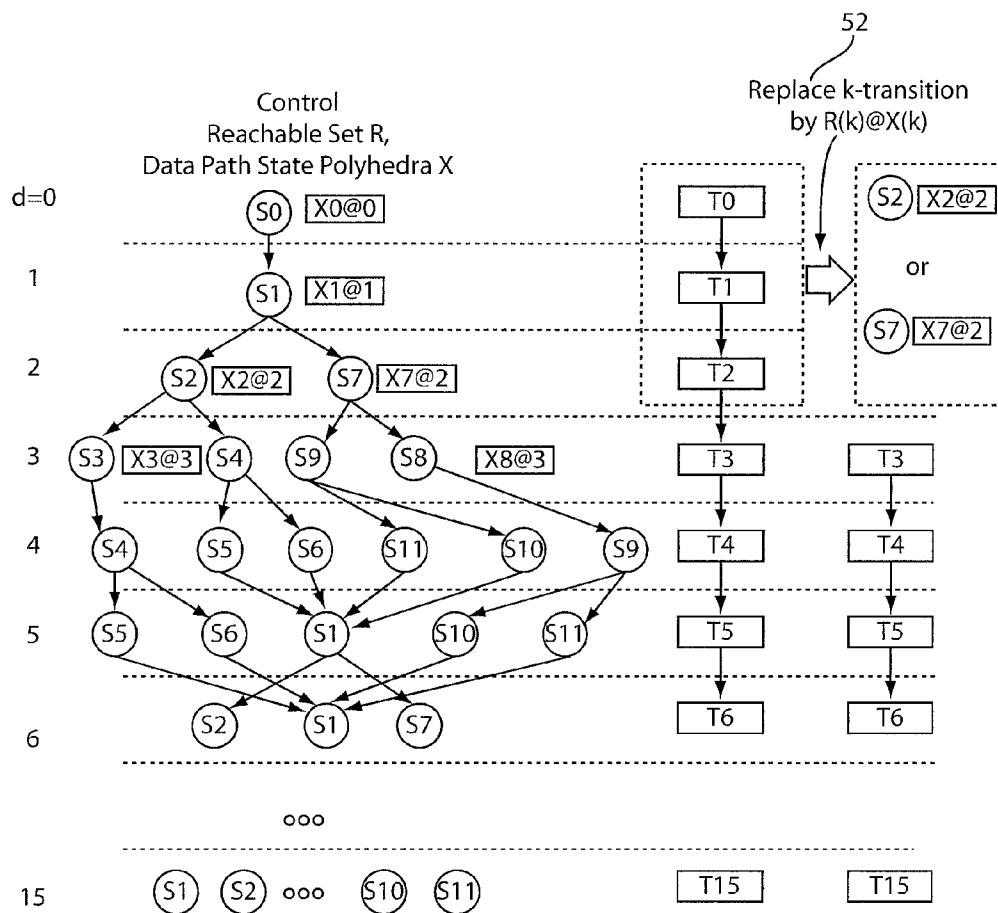 52
Replace k-transition
by R(k)@X(k)
Control
Reachable Set R,
Data Path State Polyhedra X
d=0 S0 X0@0 T0 S2 X2@2
or
1 S1 X1@1 T1
S7 X7@2
2 S2 X2@2 S7 X7@2 T2
3 S3 X3@3 S4 S9 S8 X8@3 T3 T3
4 S4 S5 S6 S11 S10 S9 T4 T4
5 S5 S6 S1 S10 S11 T5 T5
6 S2 S1 S7 T6 T6
ooo
15 S1 S2 ooo S10 S11 T15 T15